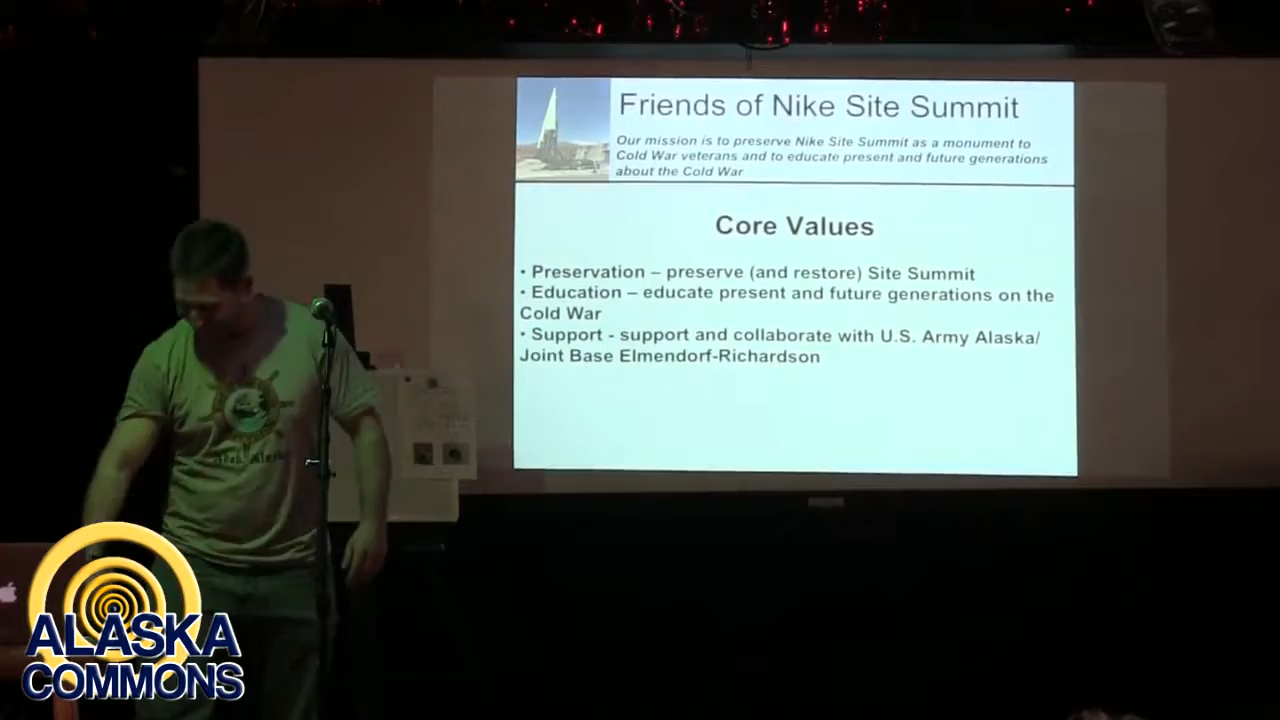 Friends of Nike Site Summit
Our mission is to preserve Nike Site Summit as a monument to
Cold War veterans and to educate present and future generations
about the Cold War
Core Values
• Preservation – preserve (and restore) Site Summit
• Education – educate present and future generations on the
Cold War
• Support - support and collaborate with U.S. Army Alaska/
Joint Base Elmendorf-Richardson
ALASKA
COMMONS